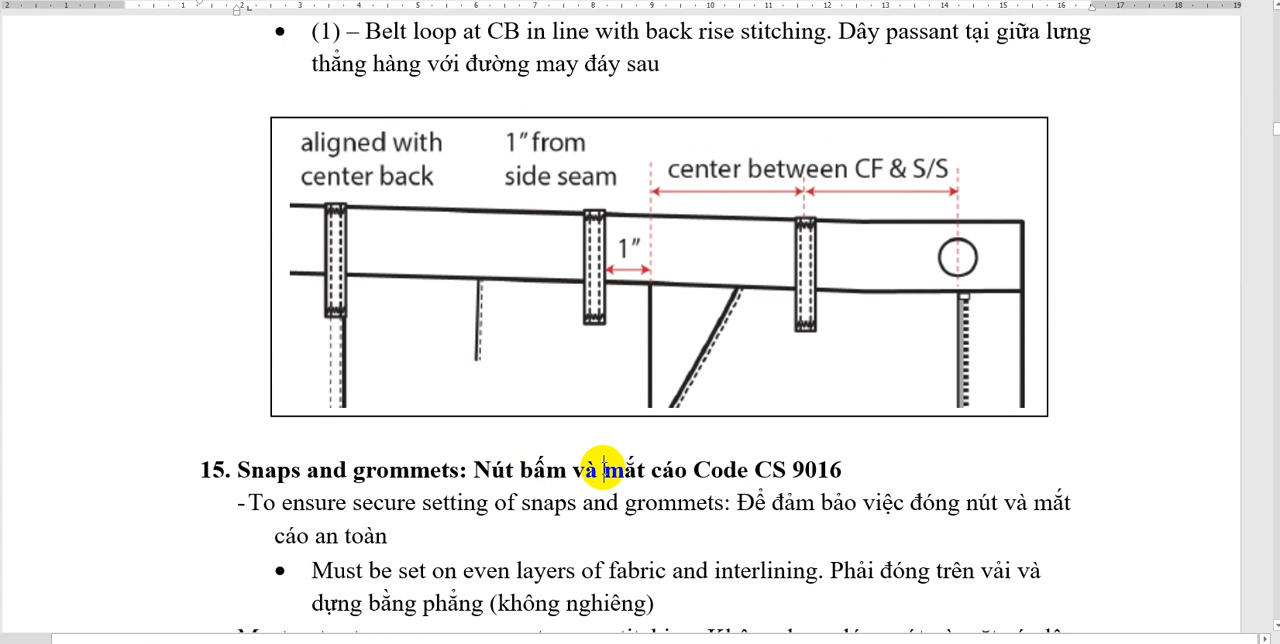 (1) – Belt loop at CB in line with back rise stitching. Dây passant tại giữa lưng
thẳng hàng với đường may đáy sau
aligned with
center back
1" from
side seam
center between CF & S/S
1"
15. Snaps and grommets: Nút bấm và mắt cáo Code CS 9016
- To ensure secure setting of snaps and grommets: Để đảm bảo việc đóng nút và mắt
cáo an toàn
Must be set on even layers of fabric and interlining. Phải đóng trên vải và
dựng bằng phẳng (không nghiêng)